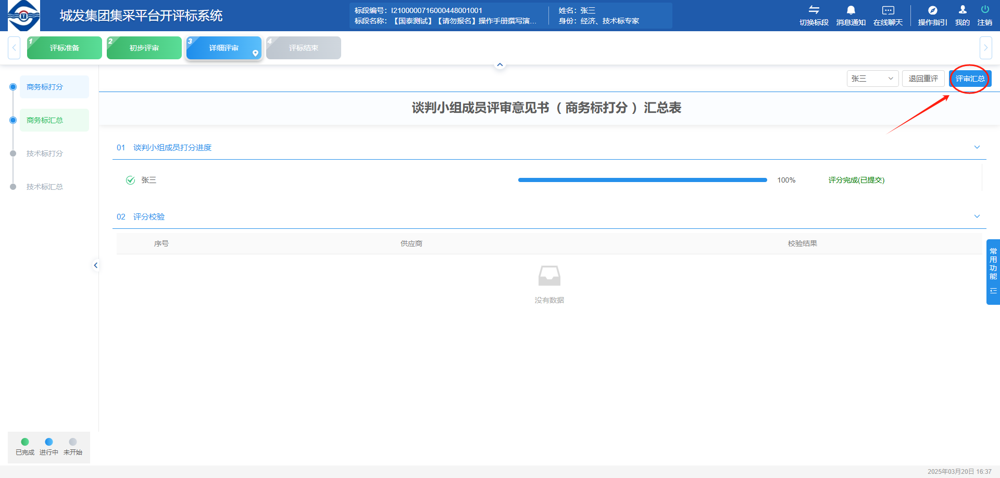 城发集团集采平台开评标系统
标段编号：I2100000716000448001001
标段名称：【国泰测试】【请勿报名】操作手册撰写演...
姓名：张三
身份：经济、技术标专家
切换标段
消息通知
在线聊天
操作指引
我的
注销
1 评标准备
2 初步评审
3 详细评审
4 评标结束
商务标打分
商务标汇总
技术标打分
技术标汇总
张三
退回重评
评审汇总
谈判小组成员评审意见书（商务标打分）汇总表
01 谈判小组成员打分进度
张三 100% 评分完成(已提交)
02 评分校验
序号 供应商 校验结果
没有数据
常用功能
已完成 进行中 未开始
2025年03月20日 16:37